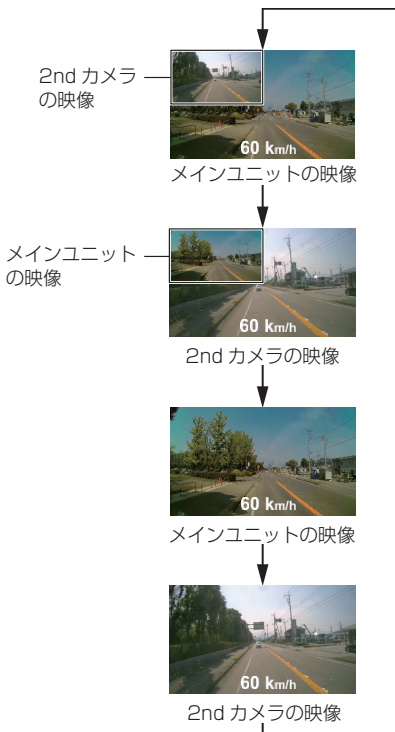 2nd カメラ
の映像
60 km/h
メインユニットの映像
メインユニット
の映像
60 km/h
2nd カメラの映像
60 km/h
メインユニットの映像
60 km/h
2nd カメラの映像